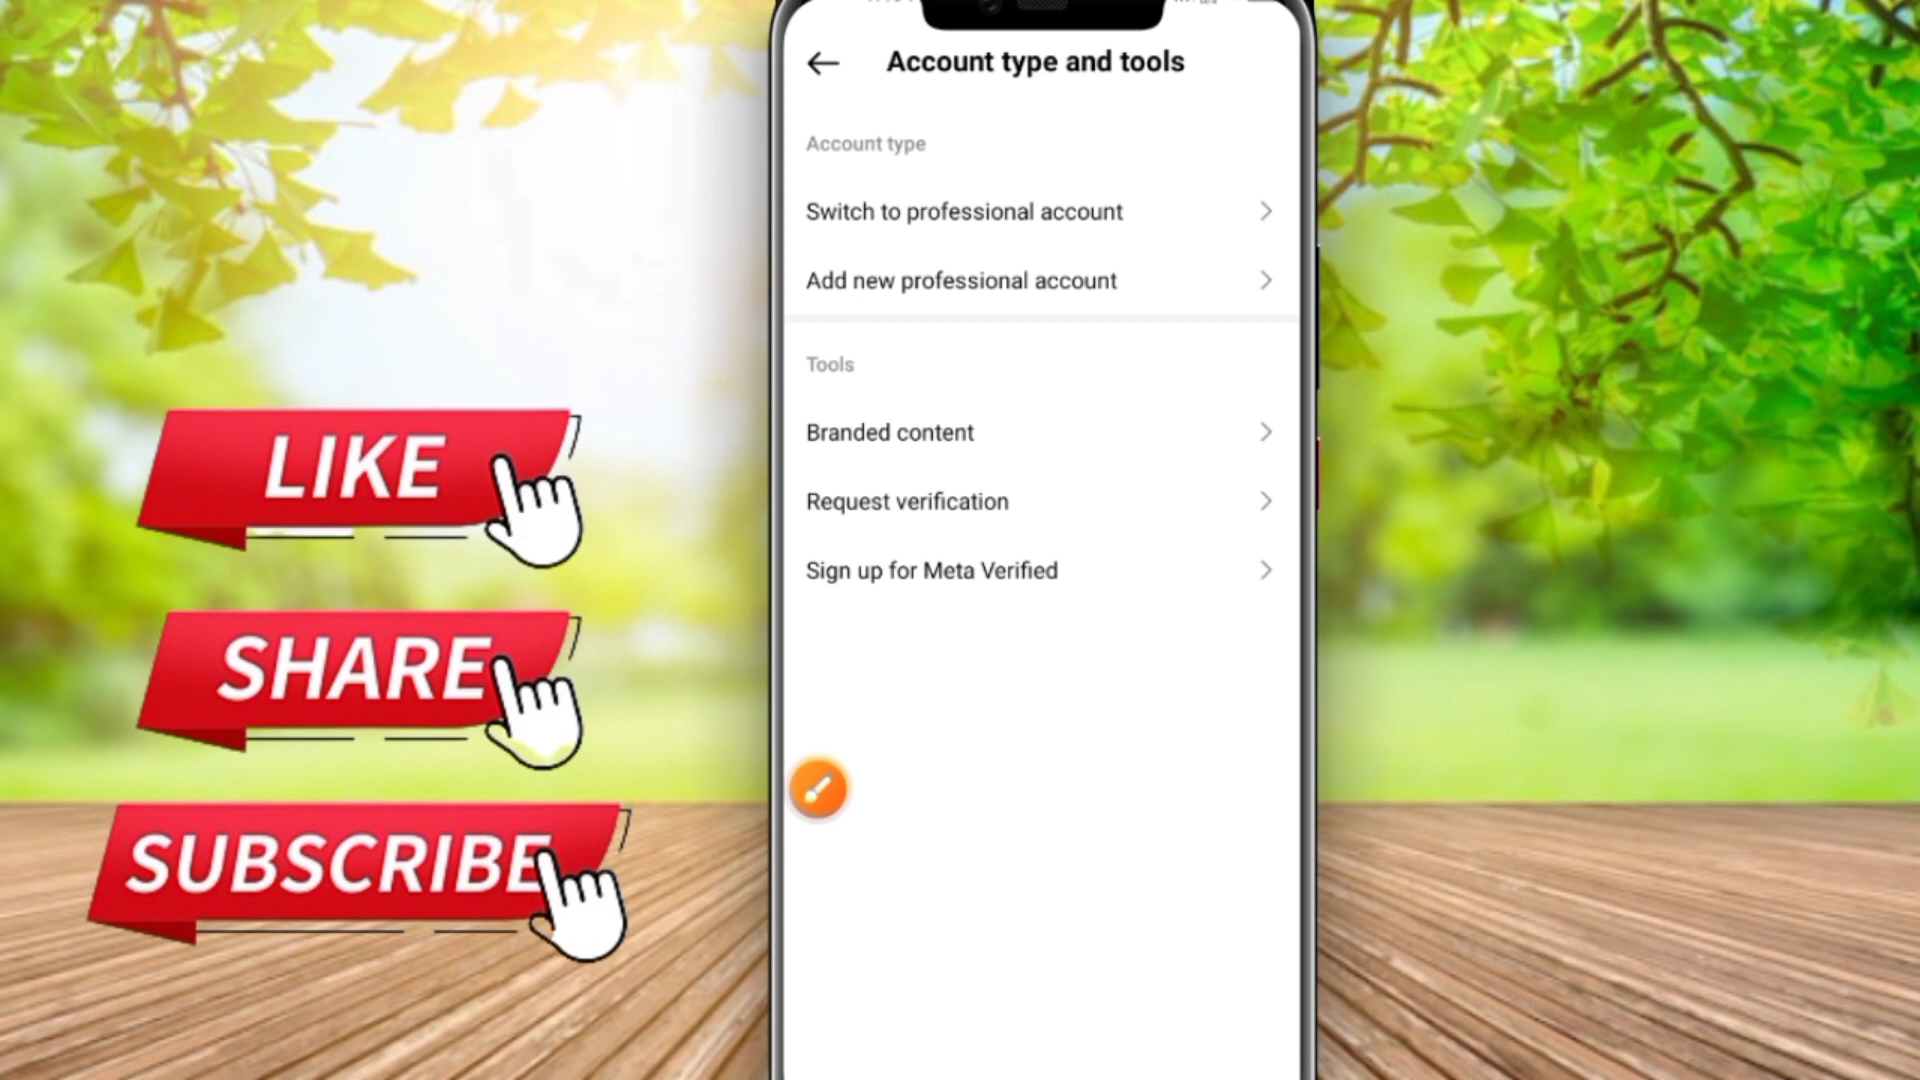 Account type and tools
Account type
Switch to professional account
Add new professional account
Tools
Branded content
Request verification
Sign up for Meta Verified
LIKE
SHARE
SUBSCRIBE